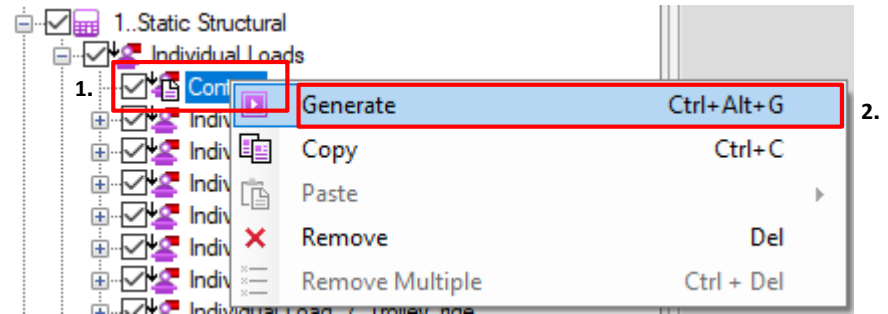 1..Static Structural
Individual Loads
1.
Generate Ctrl+Alt+G
2.
Copy Ctrl+C
Paste
Remove Del
Remove Multiple Ctrl + Del